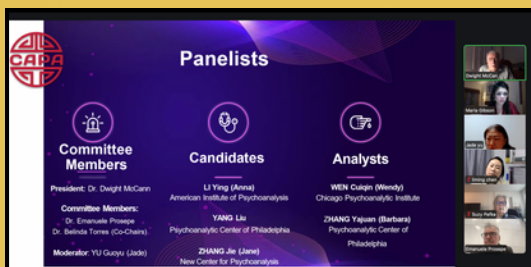 CAPA
Panelists
Committee
Members
President: Dr. Dwight McCann
Committee Members:
Dr. Emanuele Prosepe
Dr. Belinda Torres (Co-Chairs).
Moderator: YU Guoyu (Jade)
Candidates
LI Ying (Anna)
American Institute of Psychoanalysis
YANG Liu
Psychoanalytic Center of Philadelphia
ZHANG Jie (Jane)
New Center for Psychoanalysis
Analysts
WEN Cuiqin (Wendy)
Chicago Psychoanalytic Institute
ZHANG Yajuan (Barbara)
Psychoanalytic Center of
Philadelphia
Dwight McCan
Jade yu
Emanuele Prosepe